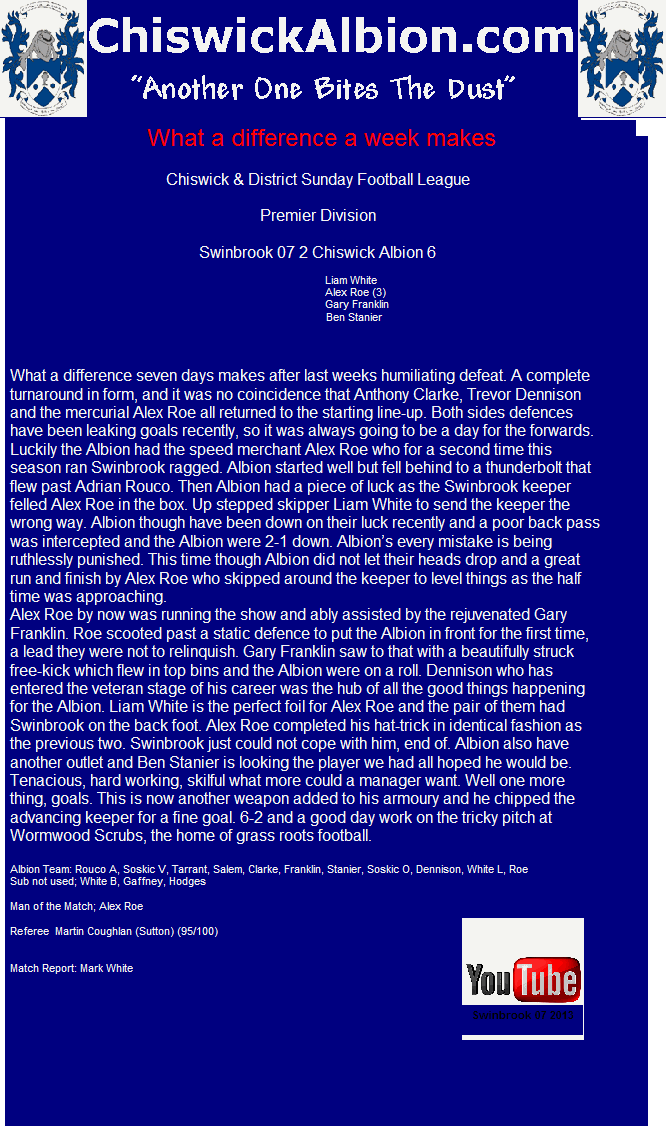 ChiswickAlbion.com
“Another One Bites The Dust”
What a difference a week makes
Chiswick & District Sunday Football League
Premier Division
Swinbrook 07 2 Chiswick Albion 6
Liam White
Alex Roe (3)
Gary Franklin
Ben Stanier
What a difference seven days makes after last weeks humiliating defeat. A complete
turnaround in form, and it was no coincidence that Anthony Clarke, Trevor Dennison
and the mercurial Alex Roe all returned to the starting line-up. Both sides defences
have been leaking goals recently, so it was always going to be a day for the forwards.
Luckily the Albion had the speed merchant Alex Roe who for a second time this
season ran Swinbrook ragged. Albion started well but fell behind to a thunderbolt that
flew past Adrian Rouco. Then Albion had a piece of luck as the Swinbrook keeper
felled Alex Roe in the box. Up stepped skipper Liam White to send the keeper the
wrong way. Albion though have been down on their luck recently and a poor back pass
was intercepted and the Albion were 2-1 down. Albion’s every mistake is being
ruthlessly punished. This time though Albion did not let their heads drop and a great
run and finish by Alex Roe who skipped around the keeper to level things as the half
time was approaching.
Alex Roe by now was running the show and ably assisted by the rejuvenated Gary
Franklin. Roe scooted past a static defence to put the Albion in front for the first time,
a lead they were not to relinquish. Gary Franklin saw to that with a beautifully struck
free-kick which flew in top bins and the Albion were on a roll. Dennison who has
entered the veteran stage of his career was the hub of all the good things happening
for the Albion. Liam White is the perfect foil for Alex Roe and the pair of them had
Swinbrook on the back foot. Alex Roe completed his hat-trick in identical fashion as
the previous two. Swinbrook just could not cope with him, end of. Albion also have
another outlet and Ben Stanier is looking the player we had all hoped he would be.
Tenacious, hard working, skilful what more could a manager want. Well one more
thing, goals. This is now another weapon added to his armoury and he chipped the
advancing keeper for a fine goal. 6-2 and a good day work on the tricky pitch at
Wormwood Scrubs, the home of grass roots football.
Albion Team: Rouco A, Soskic V, Tarrant, Salem, Clarke, Franklin, Stanier, Soskic O, Dennison, White L, Roe
Sub not used; White B, Gaffney, Hodges
Man of the Match; Alex Roe
Referee Martin Coughlan (Sutton) (95/100)
Match Report: Mark White
YouTube
Swinbrook 07 2013